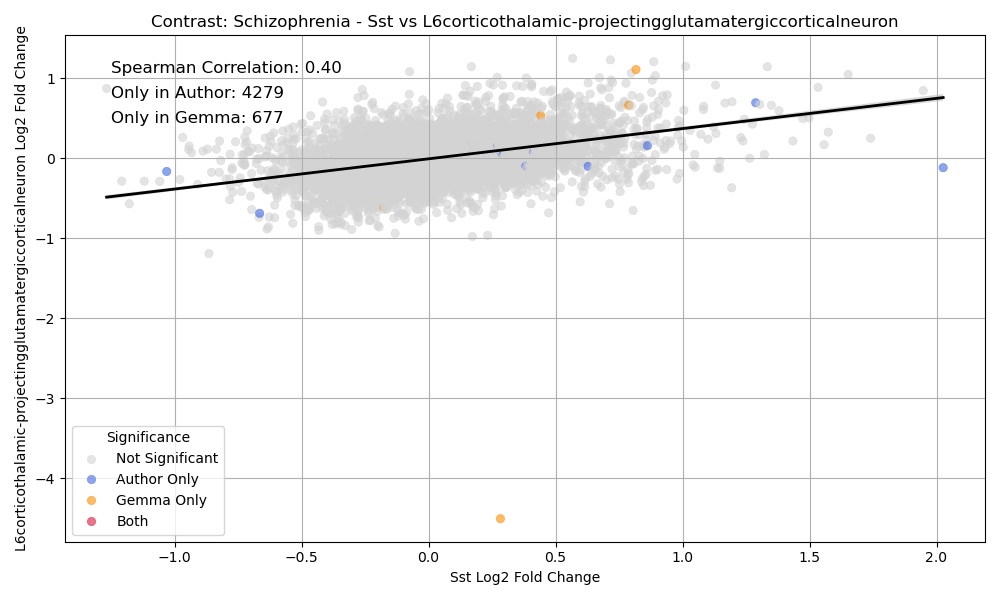 Contrast: Schizophrenia - Sst vs L6corticothalamic-projectingglutamatergiccorticalneuron
L6corticothalamic-projectingglutamatergiccorticalneuron Log2 Fold Change
Spearman Correlation: 0.40
Only in Author: 4279
Only in Gemma: 677
1
0
−1
−2
−3
−4
Significance
Not Significant
Author Only
Gemma Only
Both
−1.0
−0.5
0.0
0.5
1.0
1.5
2.0
Sst Log2 Fold Change